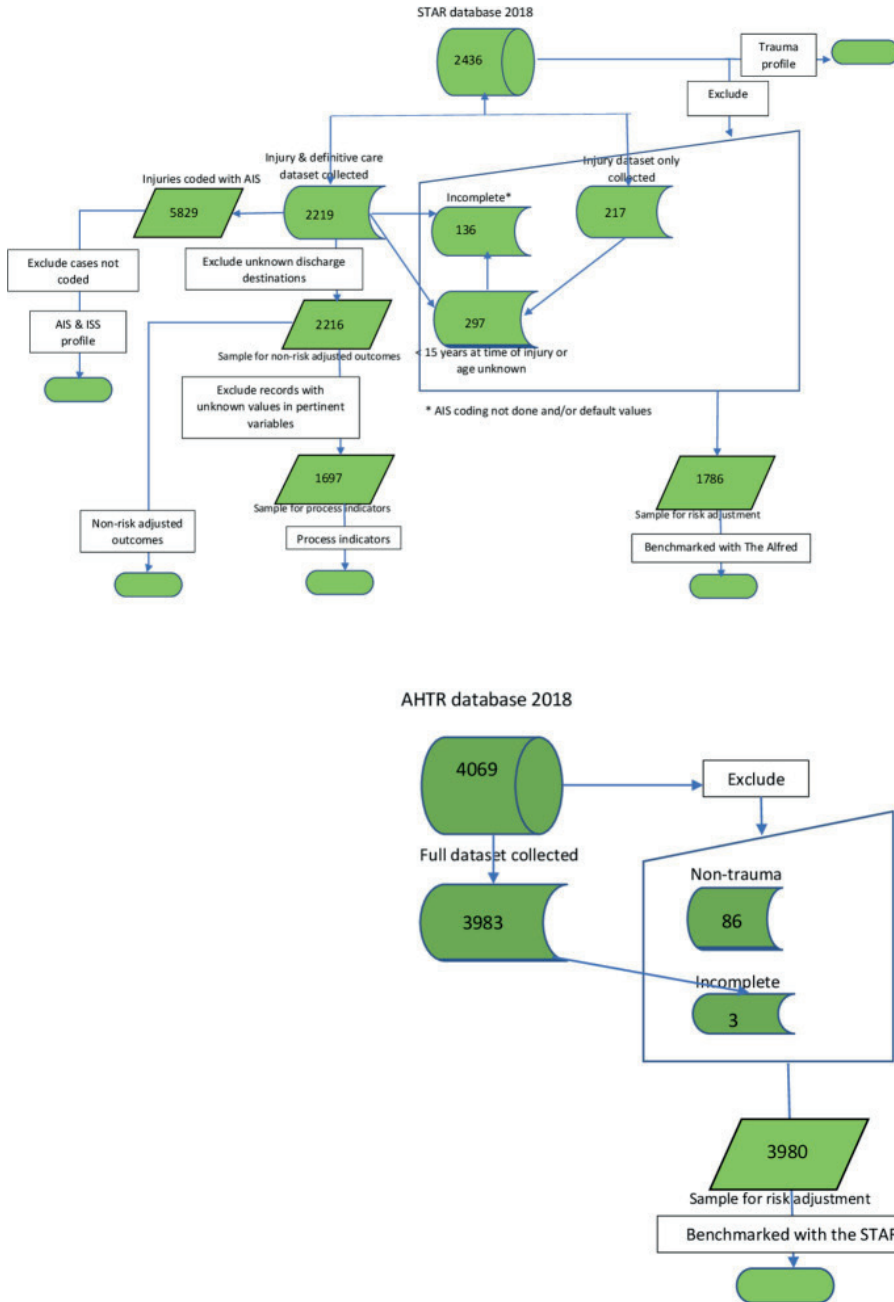 STAR database 2018
2436
Trauma
profile
Exclude
Injury & definitive care
dataset collected
Injury dataset only
collected
Injuries coded with AIS
5829
2219
Incomplete*
136
217
Exclude cases not
coded
Exclude unknown discharge
destinations
AIS & ISS
profile
2216
Sample for non-risk adjusted outcomes
297
< 15 years at time of injury or
age unknown
Exclude records with
unknown values in pertinent
variables
* AIS coding not done and/or default values
1697
Sample for process indicators
1786
Sample for risk adjustment
Non-risk adjusted
outcomes
Process indicators
Benchmarked with The Alfred
AHTR database 2018
4069
Exclude
Full dataset collected
3983
Non-trauma
86
Incomplete
3
3980
Sample for risk adjustment
Benchmarked with the STAR